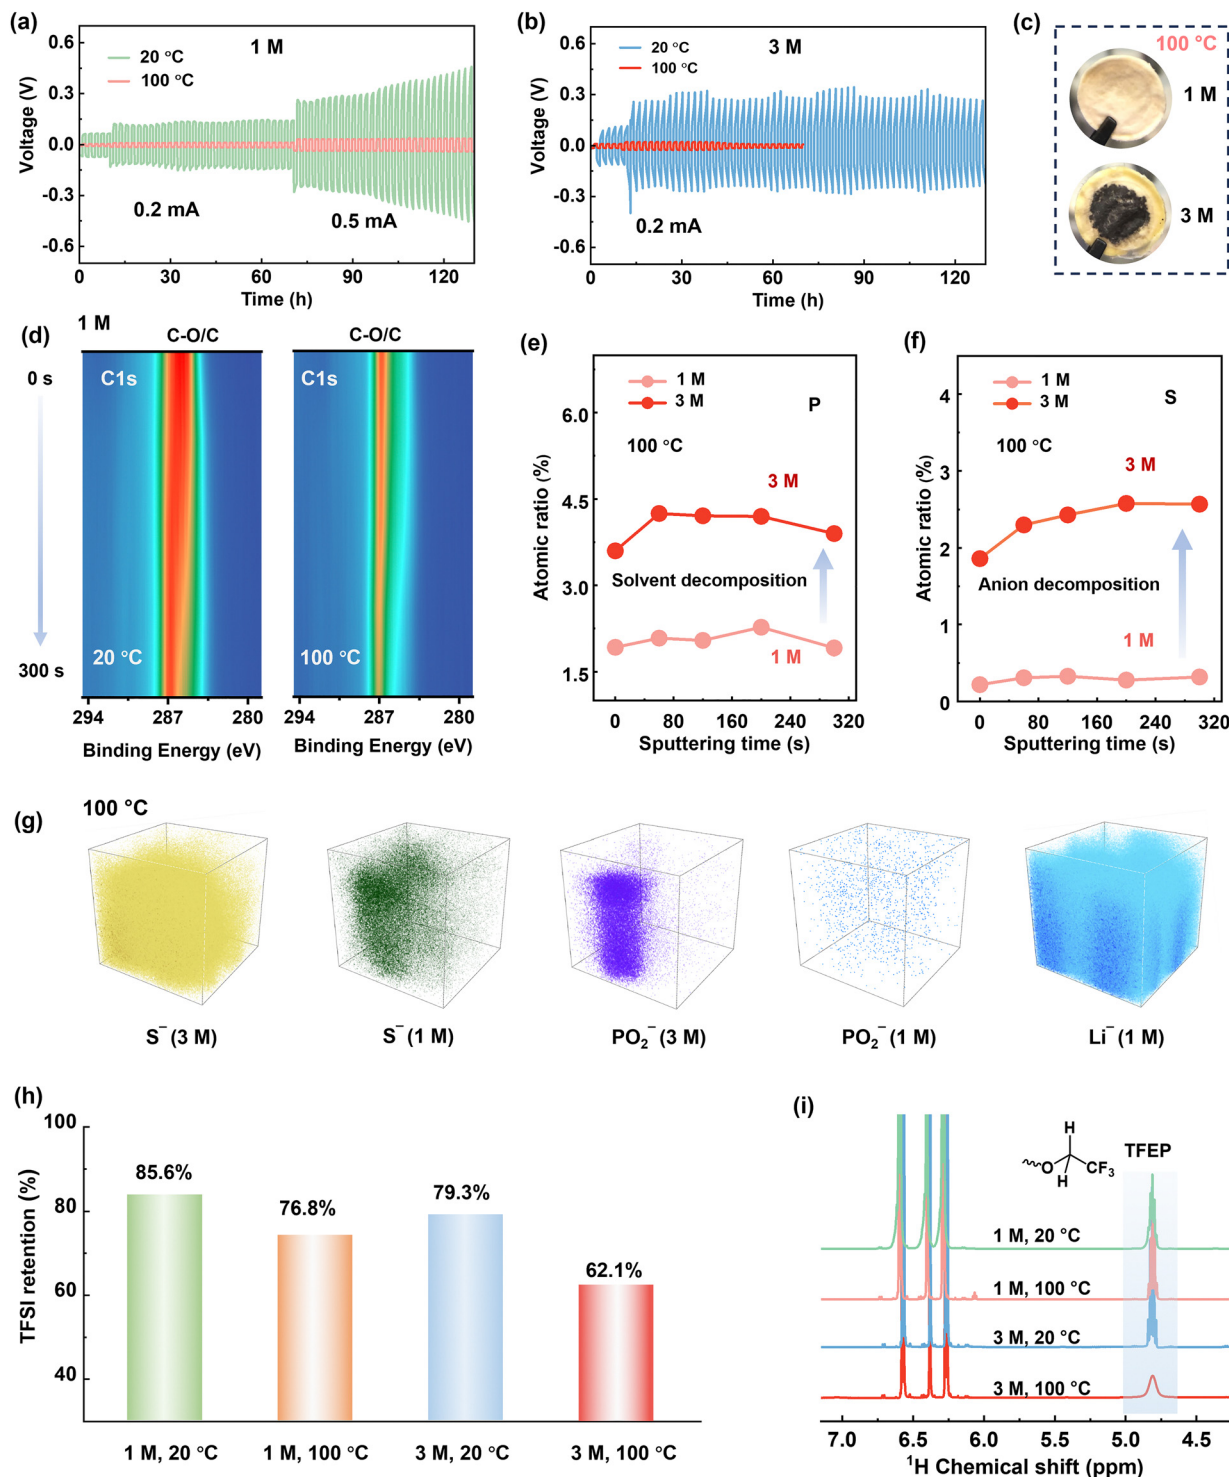 (a)
1 M
20 °C
100 °C
0.2 mA
0.5 mA
Voltage (V)
0.6
0.3
0.0
-0.3
-0.6
0 30 60 90 120
Time (h)
(b)
3 M
20 °C
100 °C
0.2 mA
Voltage (V)
0.6
0.3
0.0
-0.3
-0.6
0 30 60 90 120
Time (h)
(c)
100 °C
1 M
3 M
(d)
1 M
C-O/C
C-O/C
0 s
300 s
C1s
20 °C
C1s
100 °C
294 287 280
294 287 280
Binding Energy (eV)
Binding Energy (eV)
(e)
1 M
3 M
P
100 °C
3 M
Solvent decomposition
1 M
Atomic ratio (%)
6.0
4.5
3.0
1.5
0 80 160 240 320
Sputtering time (s)
(f)
1 M
3 M
S
100 °C
3 M
Anion decomposition
1 M
Atomic ratio (%)
4
3
2
1
0
0 80 160 240 320
Sputtering time (s)
(g)
100 °C
S⁻ (3 M)
S⁻ (1 M)
PO₂⁻ (3 M)
PO₂⁻ (1 M)
Li⁻ (1 M)
(h)
TFSI retention (%)
100
80
60
40
85.6%
76.8%
79.3%
62.1%
1 M, 20 °C
1 M, 100 °C
3 M, 20 °C
3 M, 100 °C
(i)
H
O
H
CF₃
TFEP
1 M, 20 °C
1 M, 100 °C
3 M, 20 °C
3 M, 100 °C
7.0 6.5 6.0 5.5 5.0 4.5
¹H Chemical shift (ppm)